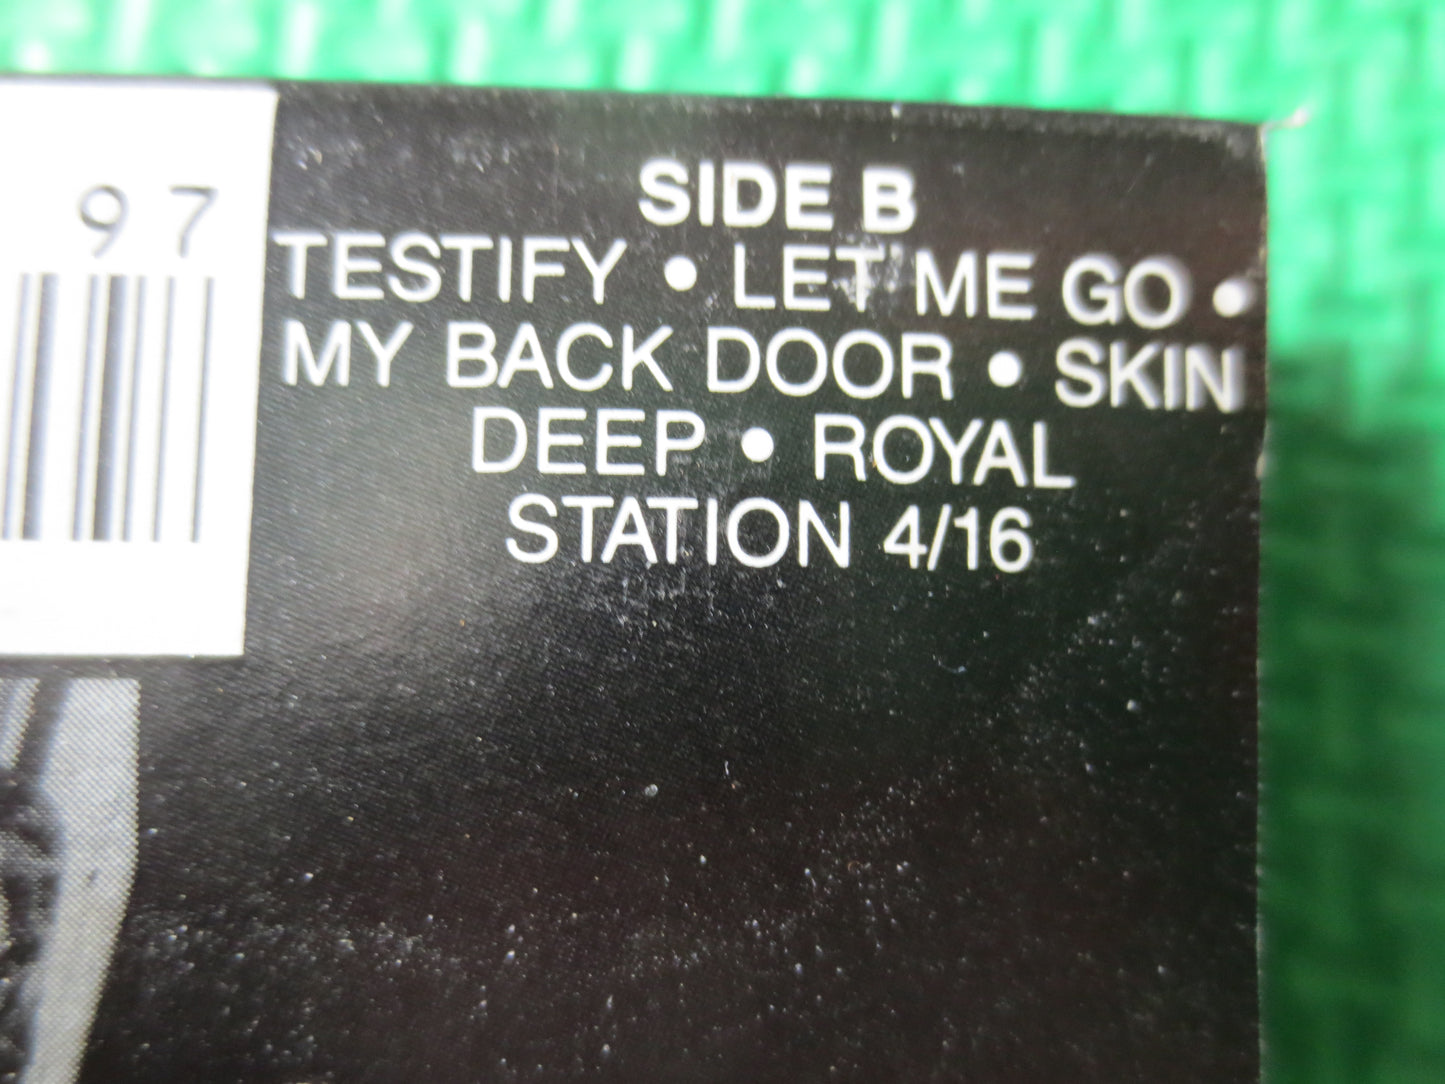 SIDE B
97
TESTIFY • LET ME GO •
MY BACK DOOR • SKIN
DEEP • ROYAL
STATION 4/16